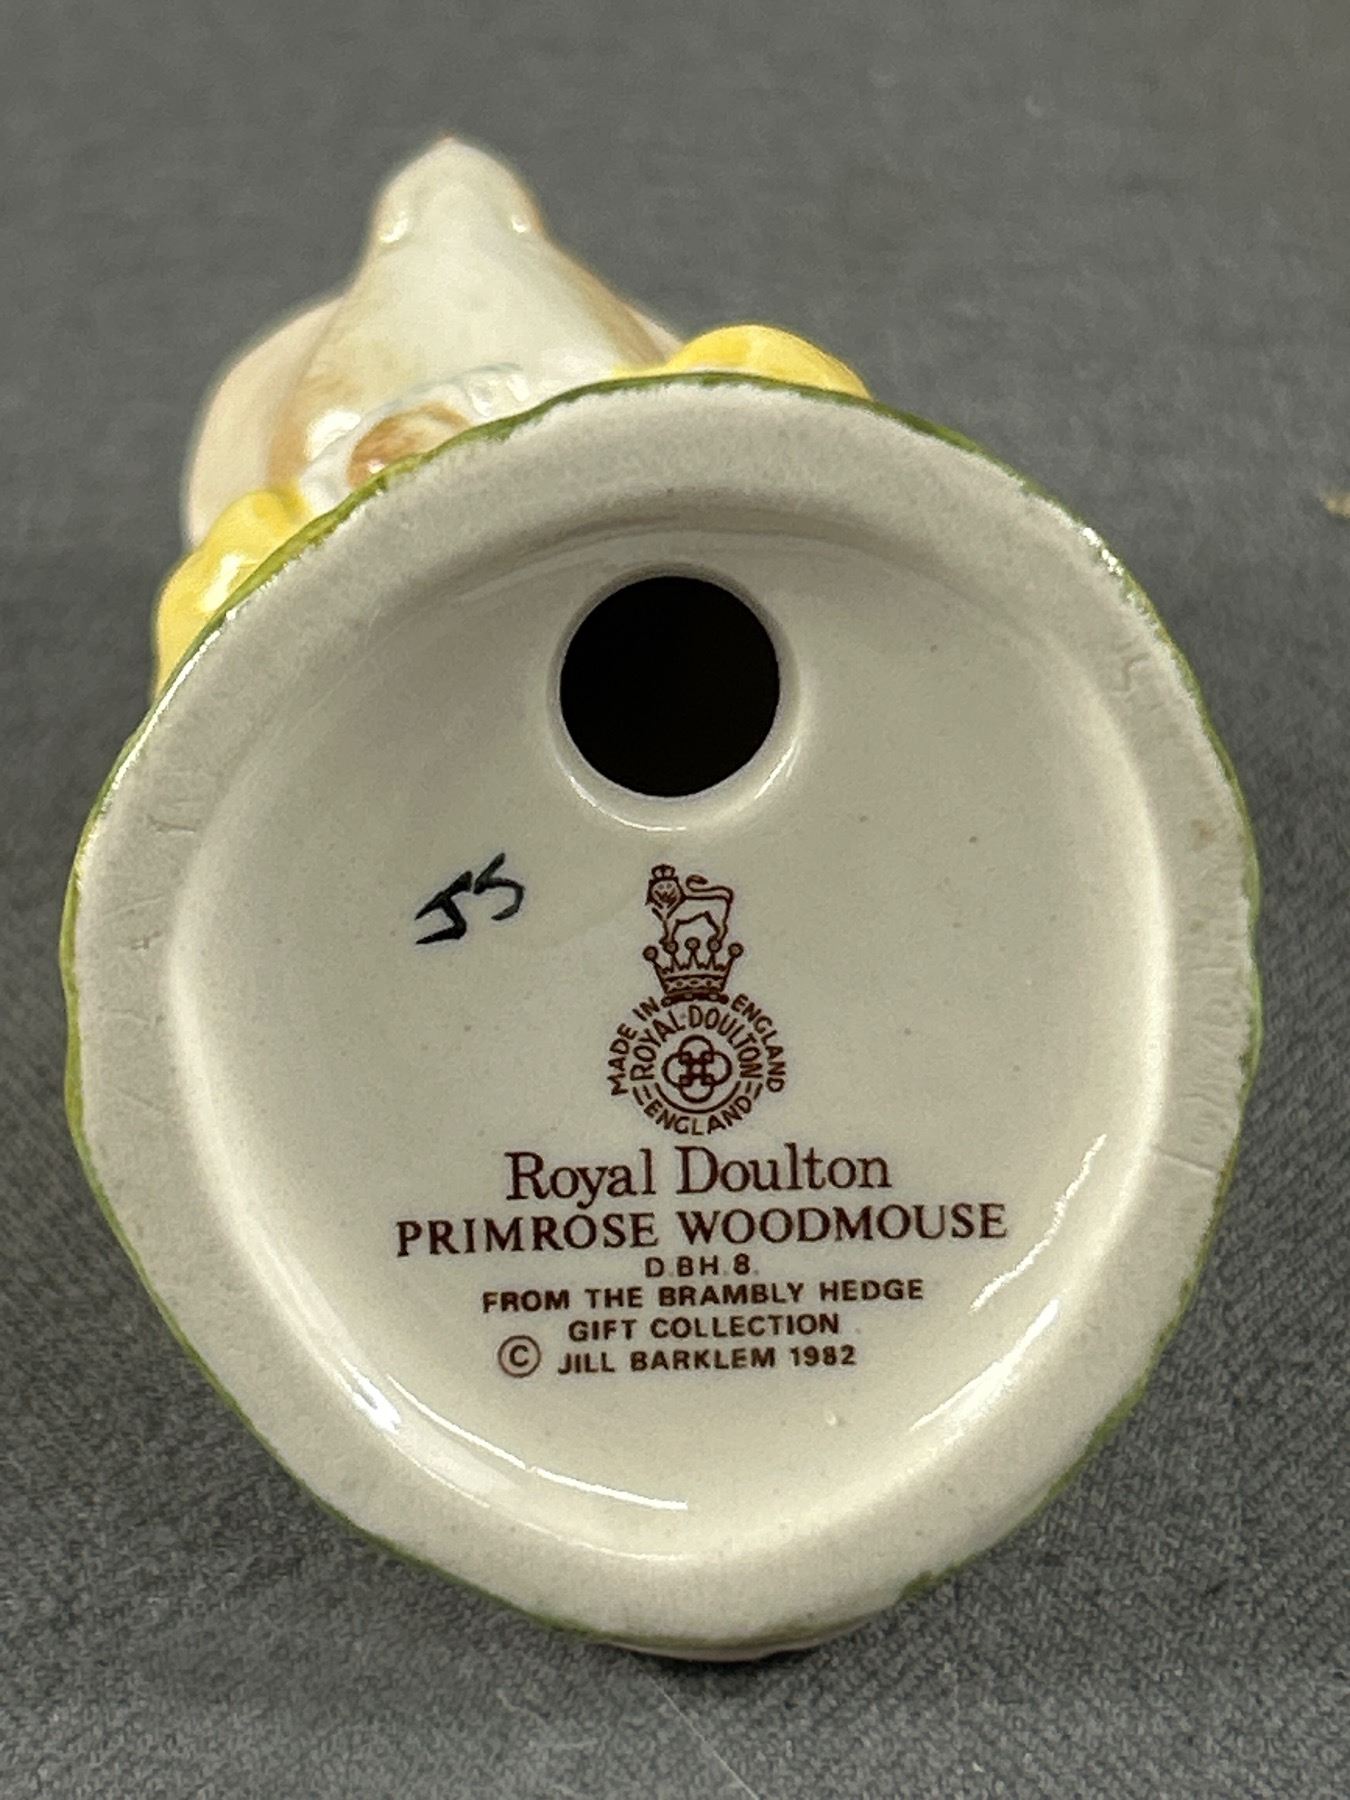 JS
MADE IN ENGLAND
ROYAL·DOULTON
ENGLAND
Royal Doulton
PRIMROSE WOODMOUSE
D.BH.8.
FROM THE BRAMBLY HEDGE
GIFT COLLECTION
© JILL BARKLEM 1982